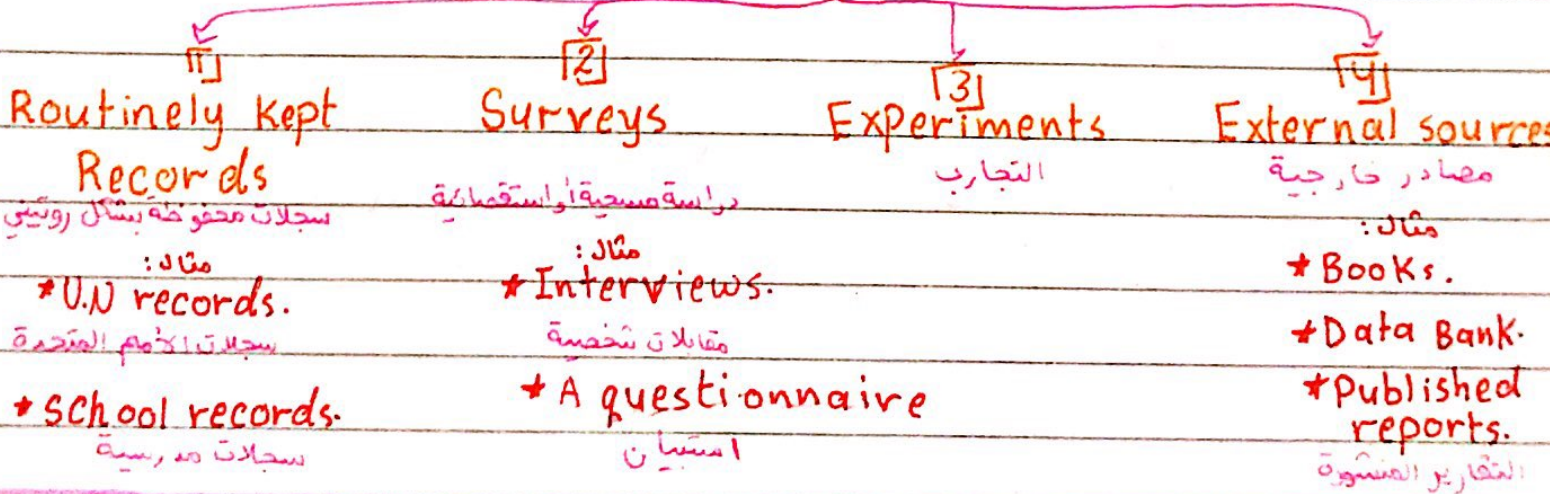 [1]
Routinely Kept
Records
سجلات محفوظة بشكل روتيني
مثال:
* U.N records.
سجلات الأمم المتحدة
* School records.
سجلات مدرسية
[2]
Surveys
دراسة مسحية أو استقصائية
مثال:
* Interviews.
مقابلات شخصية
* A questionnaire
استبيان
[3]
Experiments
التجارب
[4]
External sources
مصادر خارجية
مثال:
* Books.
* Data Bank.
* Published
reports.
التقارير المنشورة